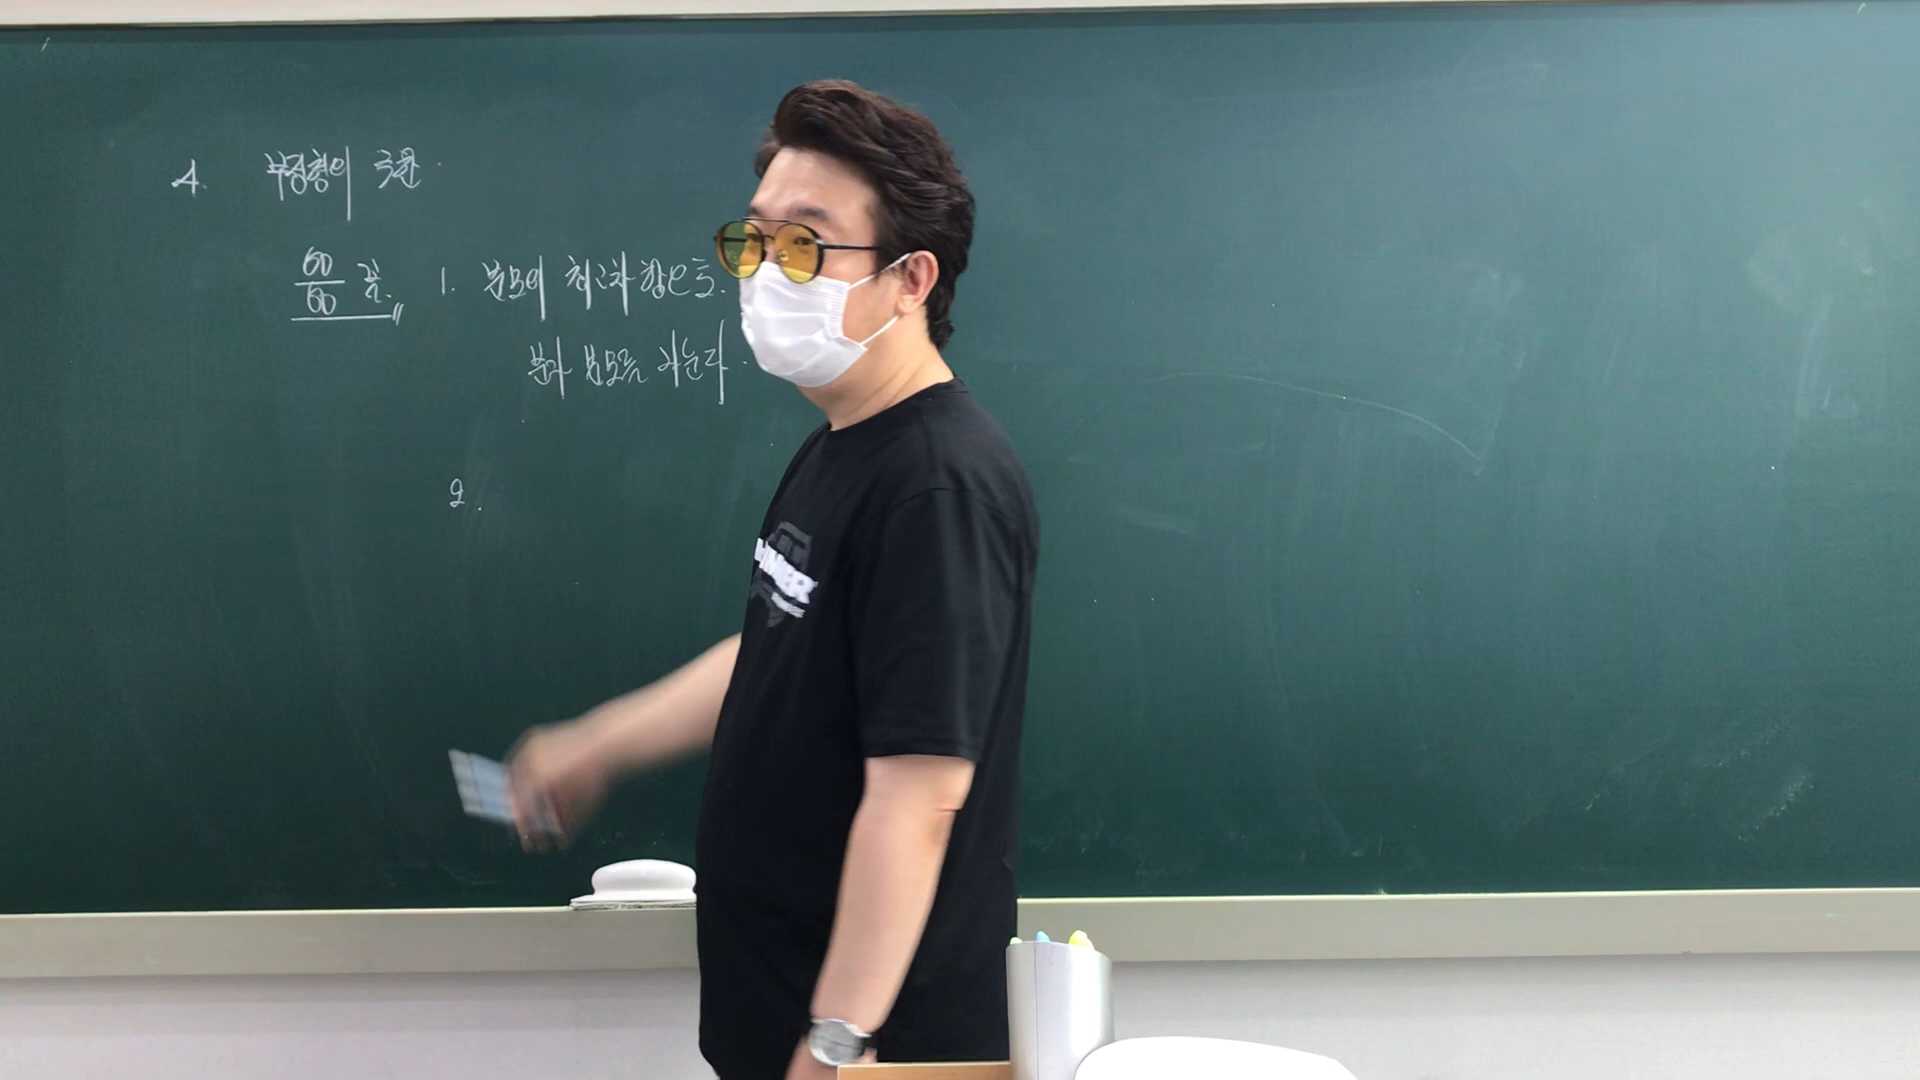 4. 부정형의 극한.
∞/∞ 꼴. 1. 분모의 최고차항으로.
분자 분모를 나눈다.
2.